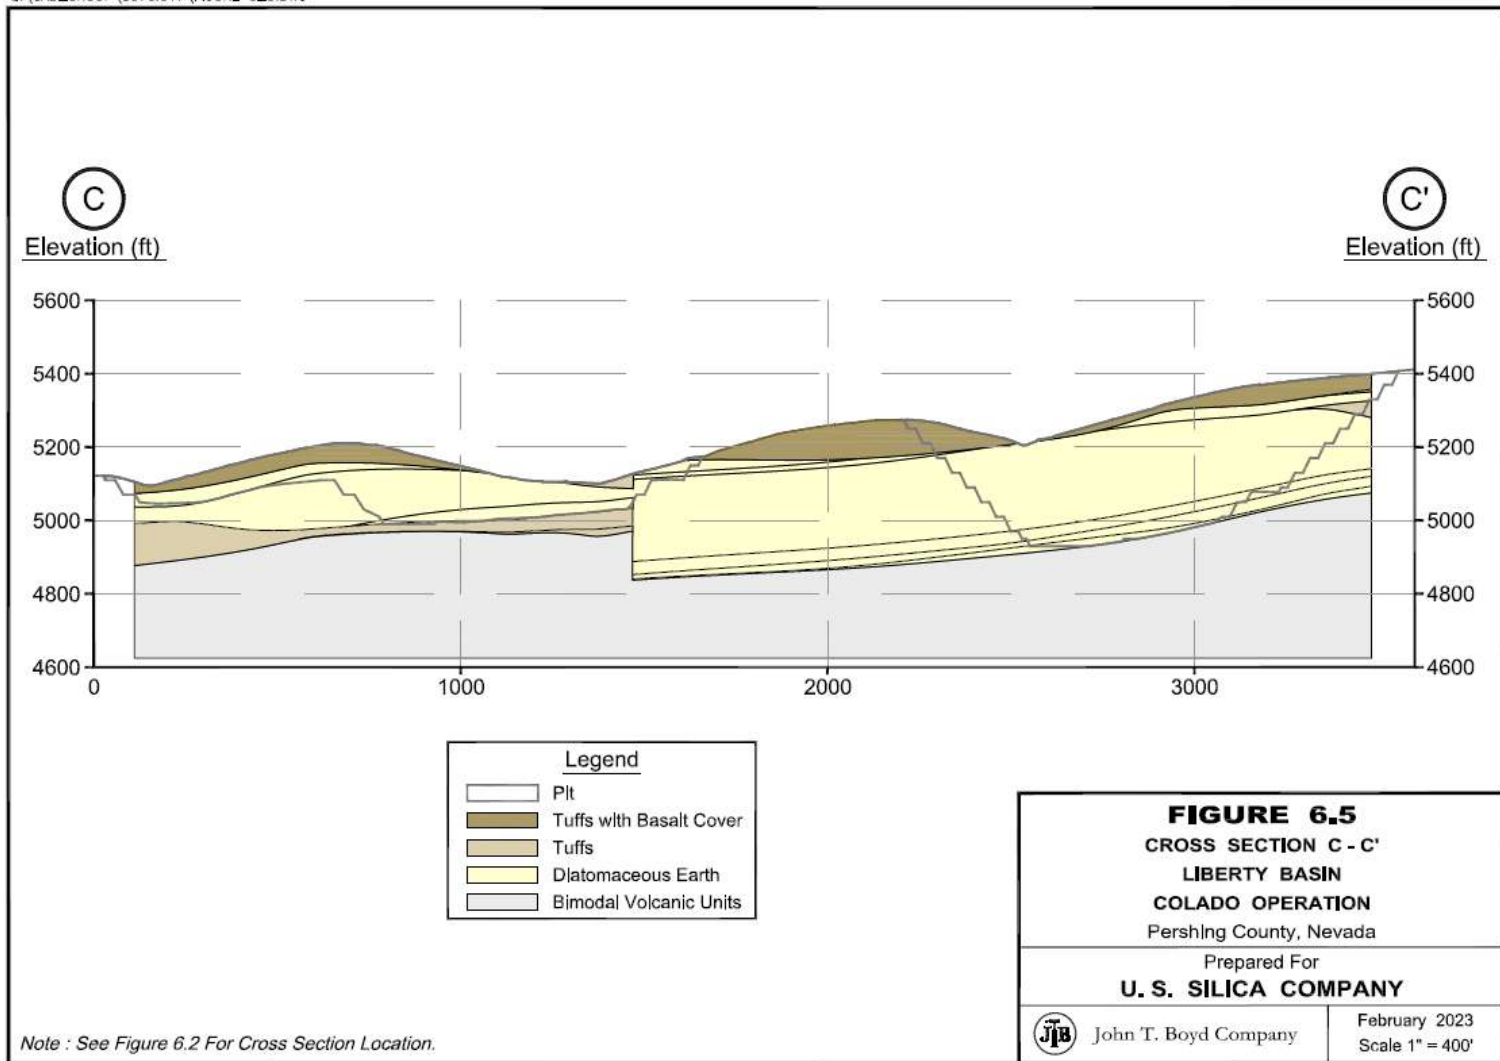 C
C'
Elevation (ft)
Elevation (ft)
5600
5600
5400
5400
5200
5200
5000
5000
4800
4800
4600
4600
0
1000
2000
3000
Legend
Pit
Tuffs with Basalt Cover
Tuffs
Diatomaceous Earth
Bimodal Volcanic Units
FIGURE 6.5
CROSS SECTION C - C'
LIBERTY BASIN
COLADO OPERATION
Pershing County, Nevada
Prepared For
U. S. SILICA COMPANY
JTB
John T. Boyd Company
February 2023
Scale 1" = 400'
Note : See Figure 6.2 For Cross Section Location.